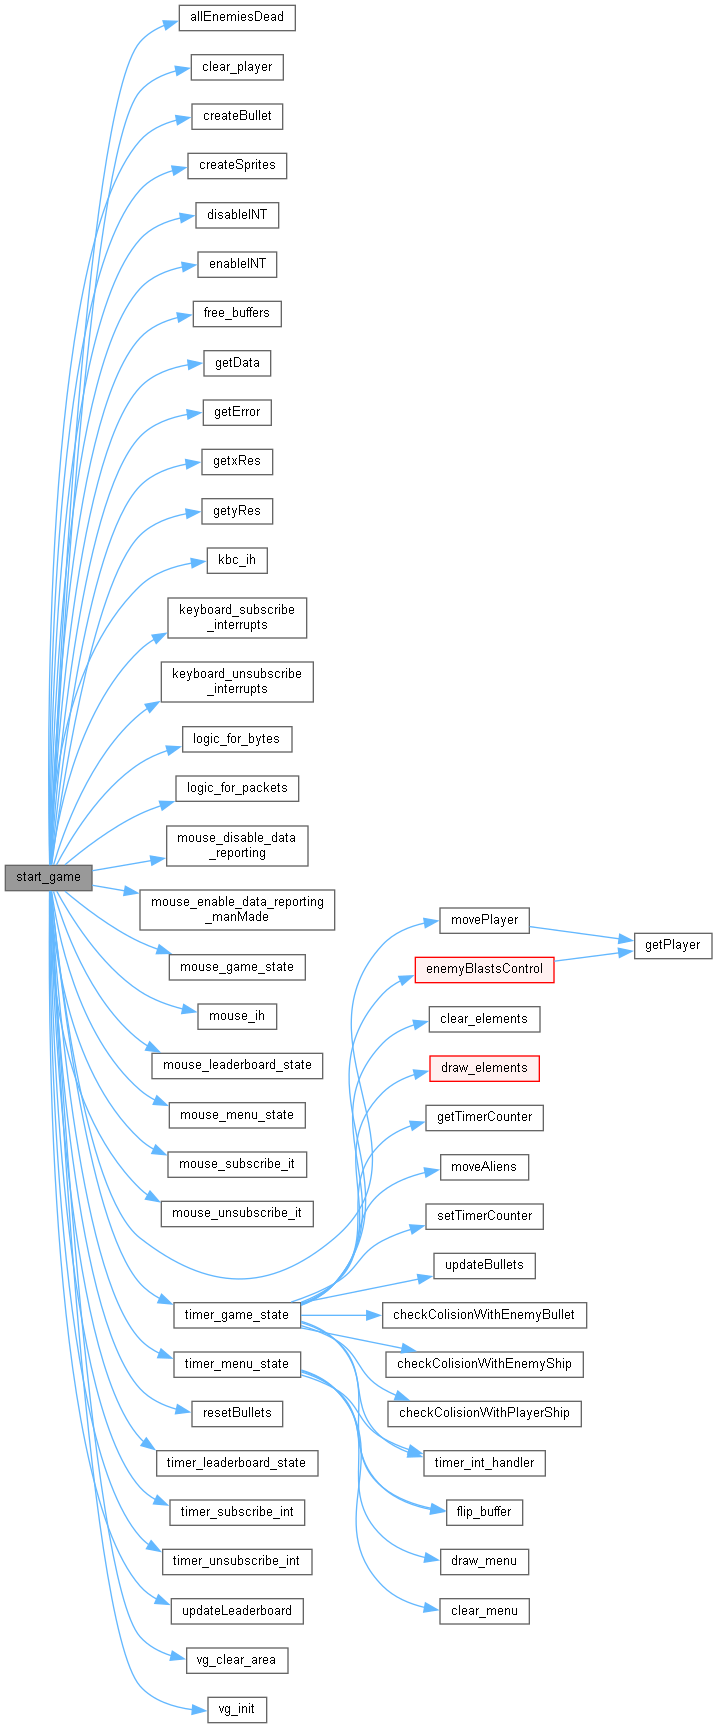 allEnemiesDead
clear_player
createBullet
createSprites
disableINT
enableINT
free_buffers
getData
getError
getxRes
getyRes
kbc_ih
keyboard_subscribe
_interrupts
keyboard_unsubscribe
_interrupts
logic_for_bytes
logic_for_packets
mouse_disable_data
_reporting
start_game
mouse_enable_data_reporting
_manMade
mouse_game_state
mouse_ih
mouse_leaderboard_state
mouse_menu_state
mouse_subscribe_it
mouse_unsubscribe_it
timer_game_state
timer_menu_state
resetBullets
timer_leaderboard_state
timer_subscribe_int
timer_unsubscribe_int
updateLeaderboard
vg_clear_area
vg_init
movePlayer
enemyBlastsControl
clear_elements
draw_elements
getTimerCounter
moveAliens
setTimerCounter
updateBullets
checkColisionWithEnemyBullet
checkColisionWithEnemyShip
checkColisionWithPlayerShip
timer_int_handler
flip_buffer
draw_menu
clear_menu
getPlayer